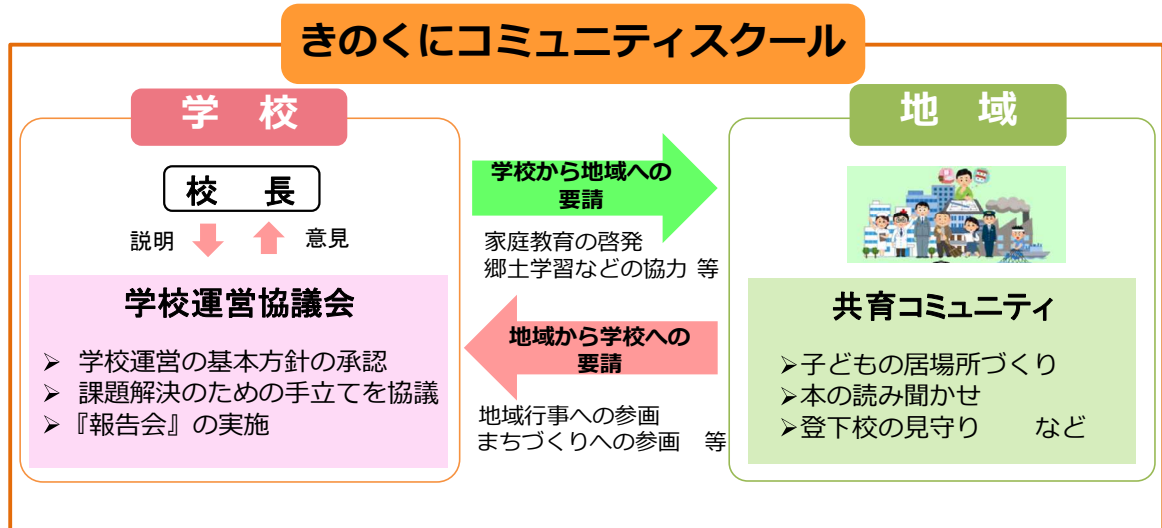 きのくにコミュニティスクール
学　校
校　長
説明
意見
学校運営協議会
➢ 学校運営の基本方針の承認
➢ 課題解決のための手立てを協議
➢ 『報告会』の実施
学校から地域への
要請
家庭教育の啓発
郷土学習などの協力 等
地域から学校への
要請
地域行事への参画
まちづくりへの参画　等
地　域
共育コミュニティ
➢子どもの居場所づくり
➢本の読み聞かせ
➢登下校の見守り　　など